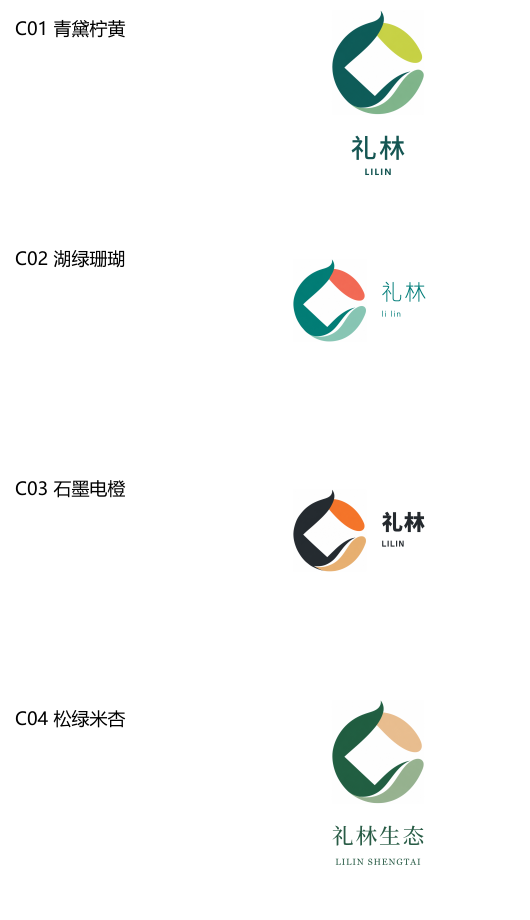 C01 青黛柠黄
礼林
LILIN
C02 湖绿珊瑚
礼林
li lin
C03 石墨电橙
礼林
LILIN
C04 松绿米杏
礼林生态
LILIN SHENGTAI